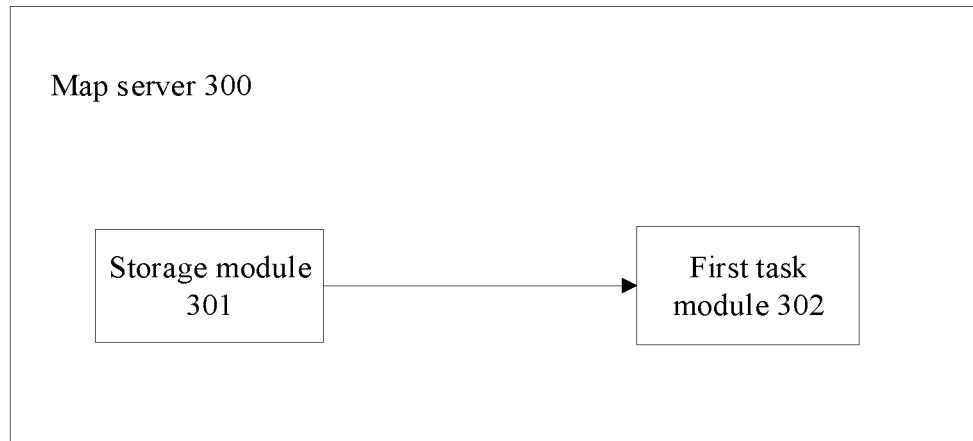 Map server 300
Storage module
301
First task
module 302